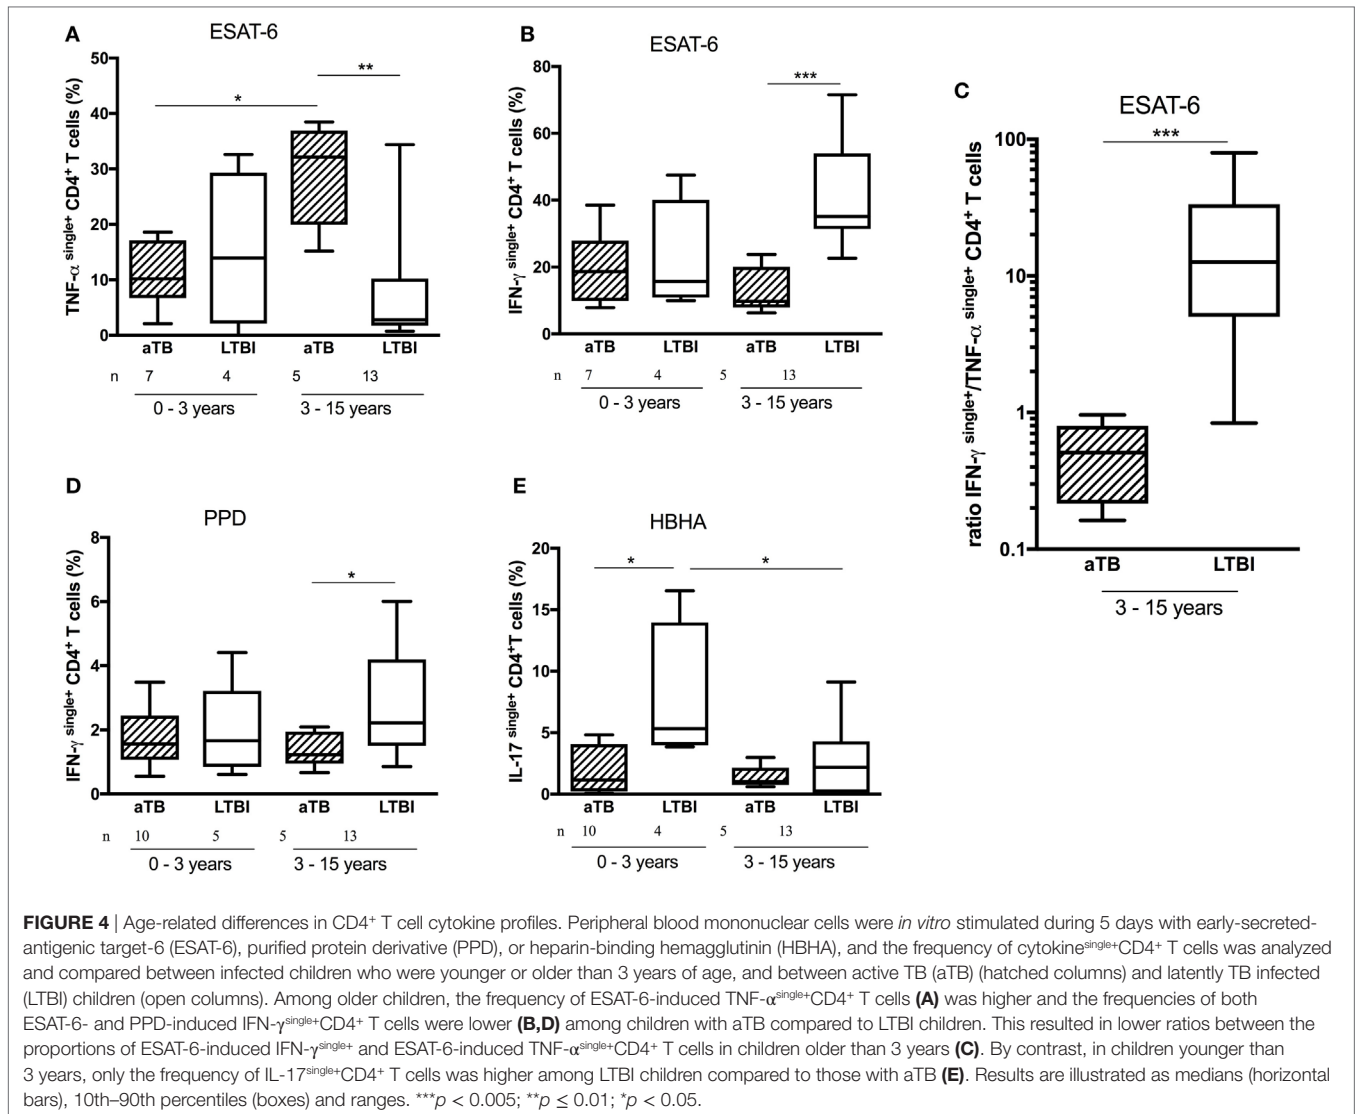 A
ESAT-6
TNF-α single+ CD4+ T cells (%)
50
40
30
20
10
0
*
**
aTB LTBI aTB LTBI
n 7 4 5 13
0 - 3 years 3 - 15 years
B
ESAT-6
IFN-γ single+ CD4+ T cells (%)
80
60
40
20
0
***
aTB LTBI aTB LTBI
n 7 4 5 13
0 - 3 years 3 - 15 years
C
ESAT-6
ratio IFN-γ single+/TNF-α single+ CD4+ T cells
100
10
1
0.1
***
aTB LTBI
3 - 15 years
D
PPD
IFN-γ single+ CD4+ T cells (%)
8
6
4
2
0
*
aTB LTBI aTB LTBI
n 10 5 5 13
0 - 3 years 3 - 15 years
E
HBHA
IL-17 single+ CD4+T cells (%)
20
15
10
5
0
*
*
aTB LTBI aTB LTBI
n 10 4 5 13
0 - 3 years 3 - 15 years
FIGURE 4 | Age-related differences in CD4+ T cell cytokine profiles. Peripheral blood mononuclear cells were in vitro stimulated during 5 days with early-secreted-
antigenic target-6 (ESAT-6), purified protein derivative (PPD), or heparin-binding hemagglutinin (HBHA), and the frequency of cytokinesingle+CD4+ T cells was analyzed
and compared between infected children who were younger or older than 3 years of age, and between active TB (aTB) (hatched columns) and latently TB infected
(LTBI) children (open columns). Among older children, the frequency of ESAT-6-induced TNF-αsingle+CD4+ T cells (A) was higher and the frequencies of both
ESAT-6- and PPD-induced IFN-γsingle+CD4+ T cells were lower (B,D) among children with aTB compared to LTBI children. This resulted in lower ratios between the
proportions of ESAT-6-induced IFN-γsingle+ and ESAT-6-induced TNF-αsingle+CD4+ T cells in children older than 3 years (C). By contrast, in children younger than
3 years, only the frequency of IL-17single+CD4+ T cells was higher among LTBI children compared to those with aTB (E). Results are illustrated as medians (horizontal
bars), 10th–90th percentiles (boxes) and ranges. ***p < 0.005; **p ≤ 0.01; *p < 0.05.